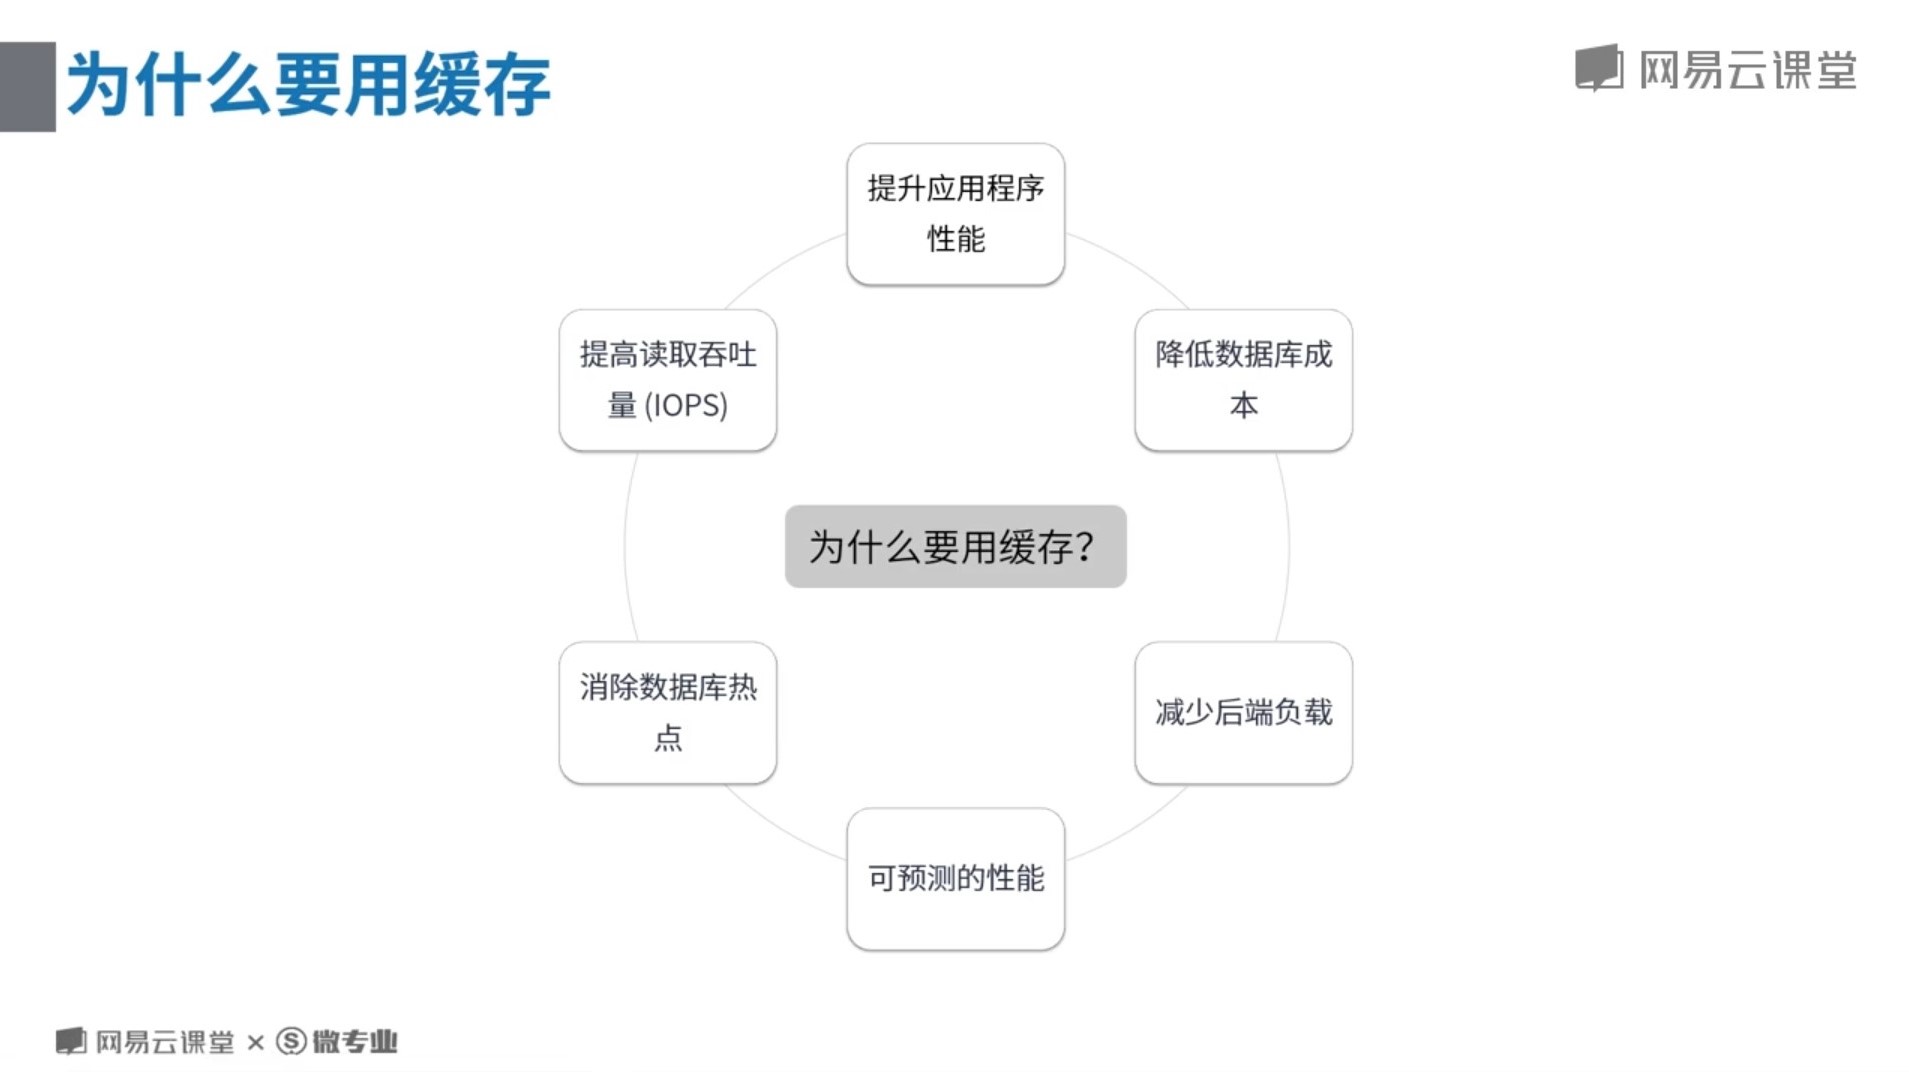 为什么要用缓存
网易云课堂
提升应用程序
性能
提高读取吞吐
量 (IOPS)
降低数据库成
本
为什么要用缓存?
消除数据库热
点
减少后端负载
可预测的性能
网易云课堂 × S 微专业